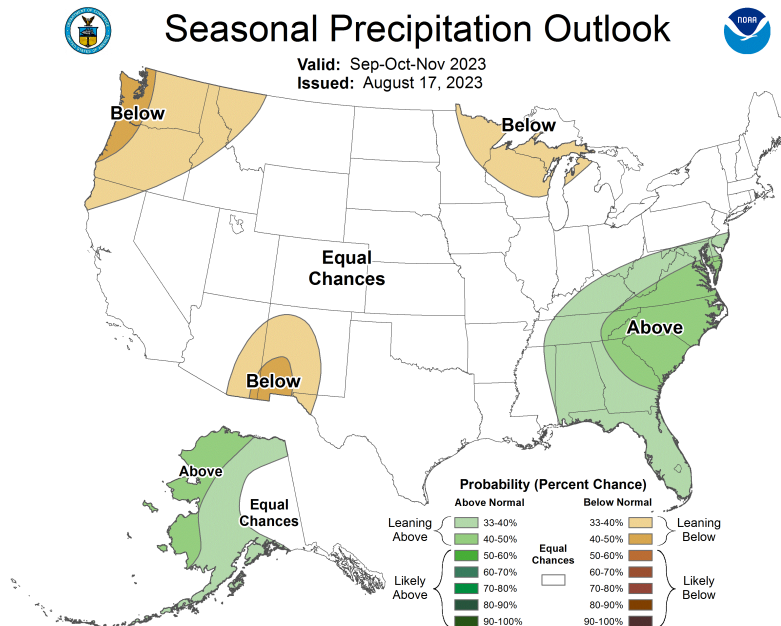 Seasonal Precipitation Outlook
NOAA
Valid: Sep-Oct-Nov 2023
Issued: August 17, 2023
Below
Below
Equal
Chances
Above
Below
Above
Equal
Chances
Probability (Percent Chance)
Above Normal
Below Normal
Leaning
Above
33-40%
40-50%
50-60%
60-70%
70-80%
80-90%
90-100%
Likely
Above
Equal
Chances
33-40%
40-50%
50-60%
60-70%
70-80%
80-90%
90-100%
Leaning
Below
Likely
Below